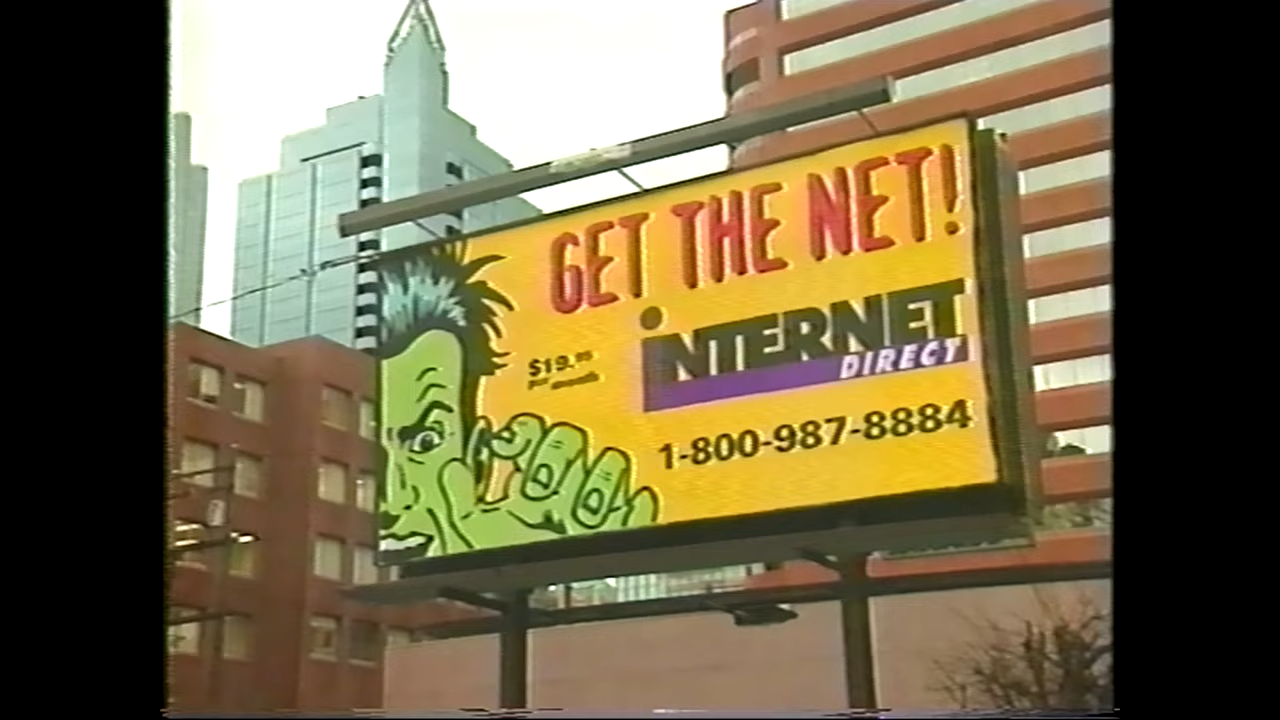 GET THE NET!
iNTERNET
DIRECT
$19.95
per month
1-800-987-8884